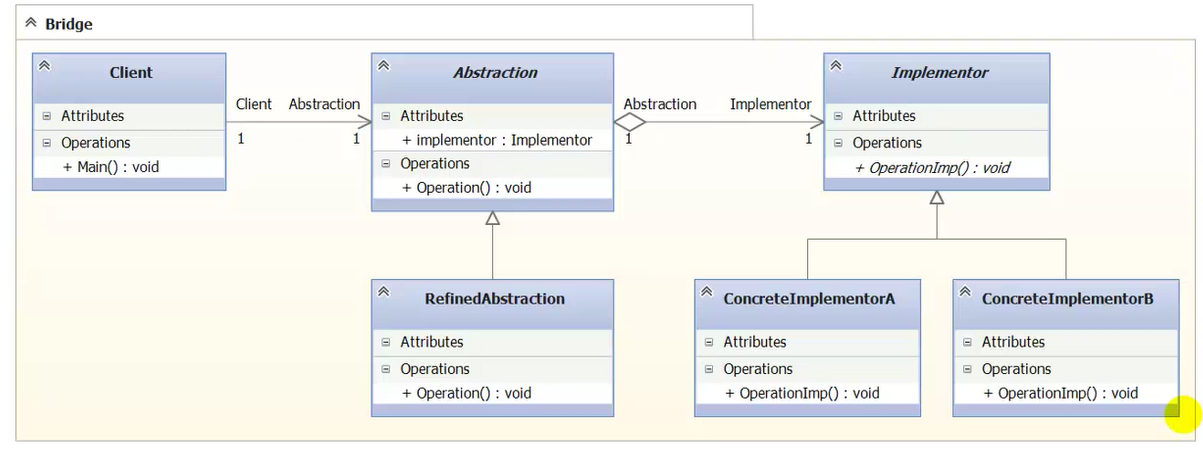 Bridge
Client
Attributes
Operations
+ Main() : void
Client Abstraction
1 1
Abstraction
Attributes
+ implementor : Implementor
Operations
+ Operation() : void
Abstraction Implementor
1 1
Implementor
Attributes
Operations
+ OperationImp() : void
RefinedAbstraction
Attributes
Operations
+ Operation() : void
ConcreteImplementorA
Attributes
Operations
+ OperationImp() : void
ConcreteImplementorB
Attributes
Operations
+ OperationImp() : void